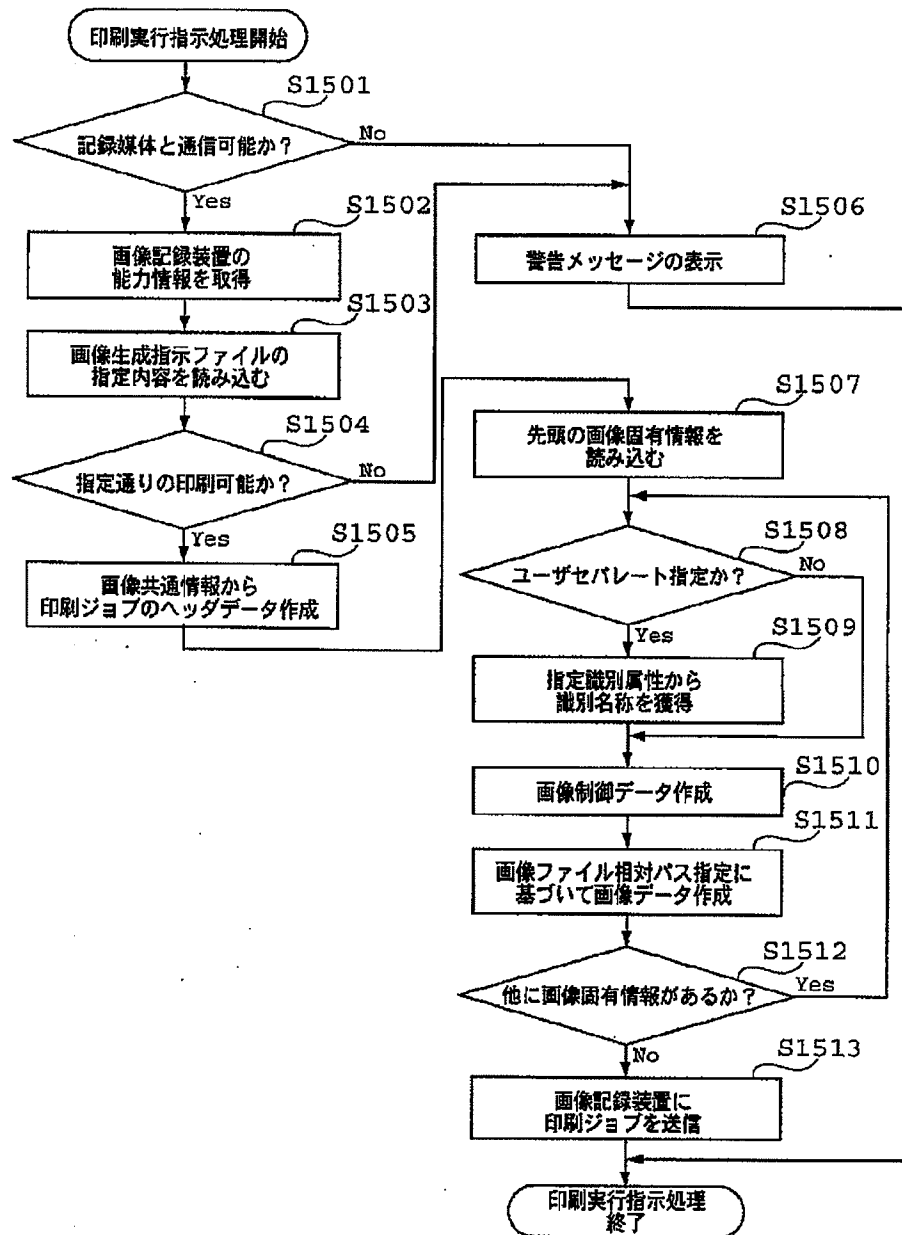 印刷実行指示処理開始
S1501
記録媒体と通信可能か？
No
Yes
S1502
画像記録装置の
能力情報を取得
S1503
画像生成指示ファイルの
指定内容を読み込む
S1504
指定通りの印刷可能か？
No
Yes
S1505
画像共通情報から
印刷ジョブのヘッダデータ作成
S1506
警告メッセージの表示
S1507
先頭の画像固有情報を
読み込む
S1508
ユーザセパレート指定か？
No
Yes
S1509
指定識別属性から
識別名称を獲得
S1510
画像制御データ作成
S1511
画像ファイル相対パス指定に
基づいて画像データ作成
S1512
他に画像固有情報があるか？
Yes
No
S1513
画像記録装置に
印刷ジョブを送信
印刷実行指示処理
終了